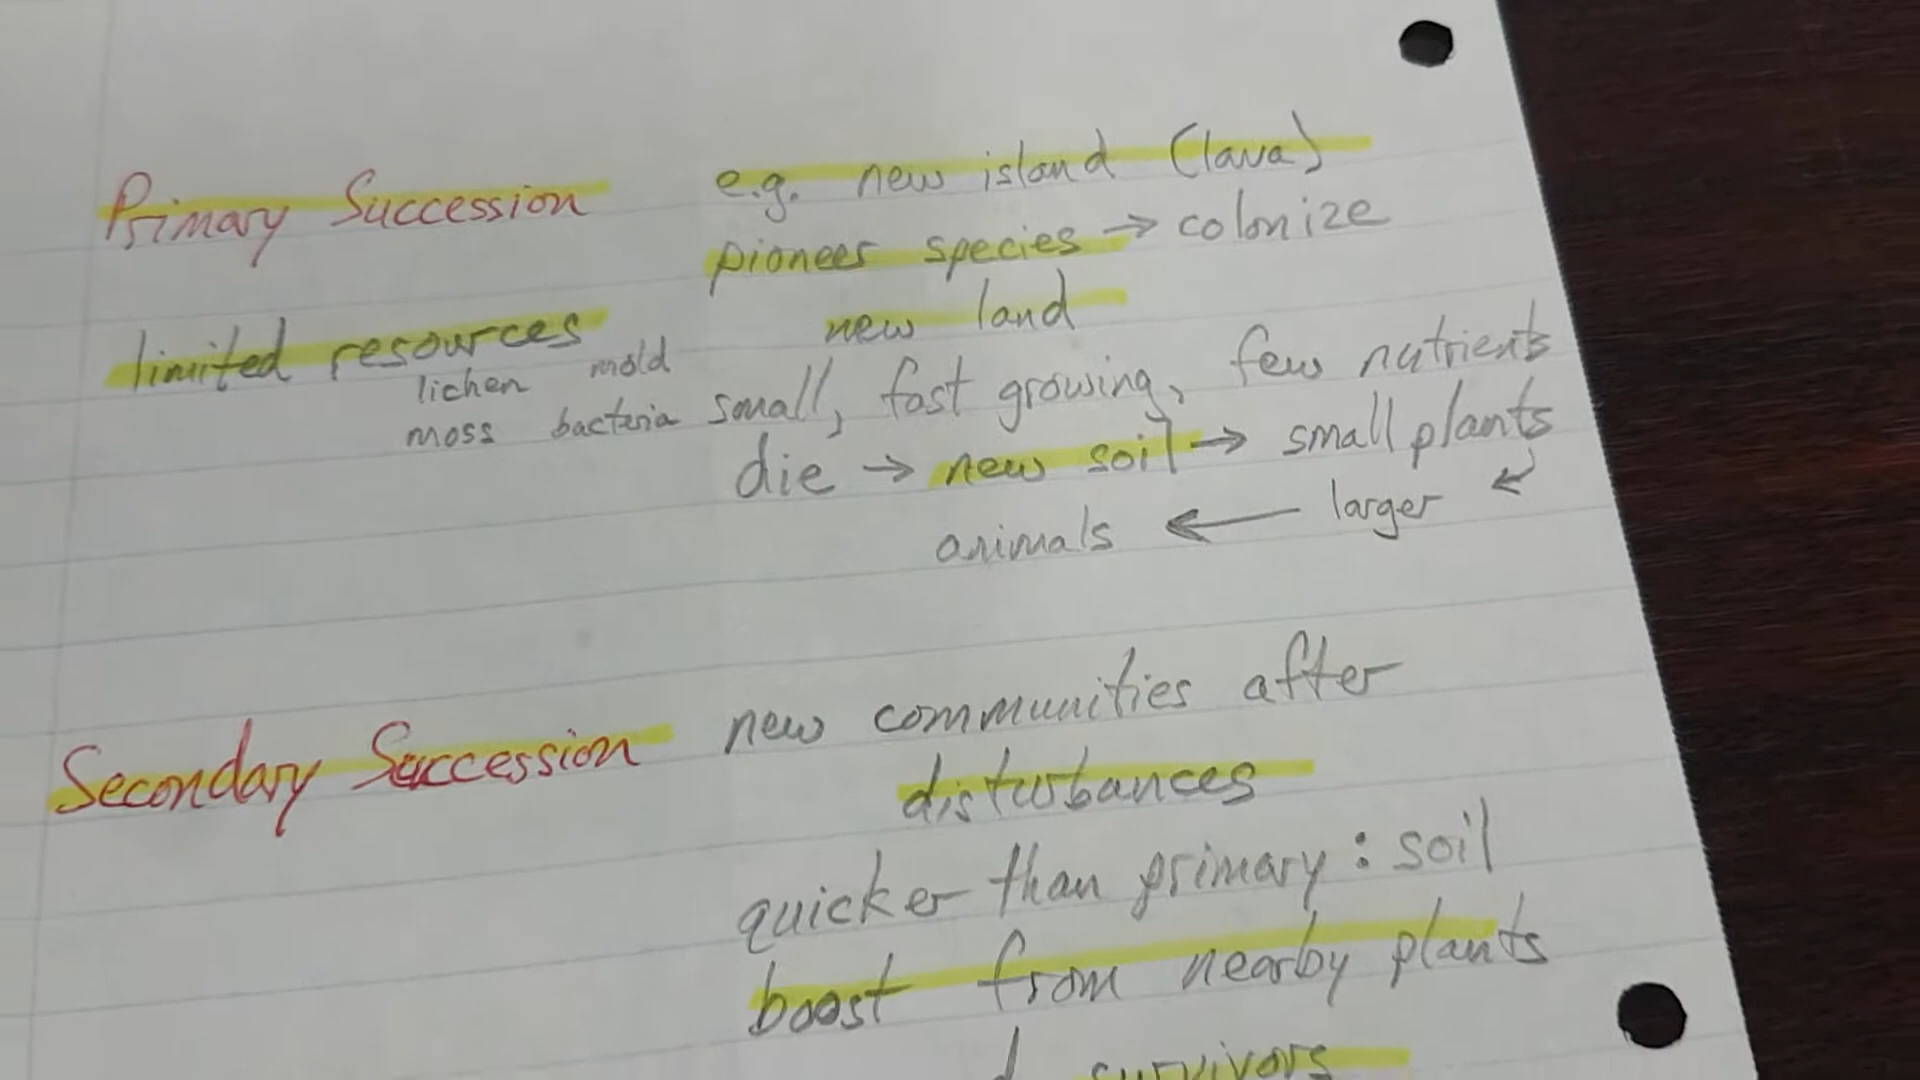 Primary Succession
e.g. new island (lava)
pioneer species → colonize
new land
limited resources
lichen mold
moss bacteria
small, fast growing, few nutrients
die → new soil → small plants
animals ← larger ↙
Secondary Succession
new communities after
disturbances
quicker than primary: soil
boost from nearby plants
survivors